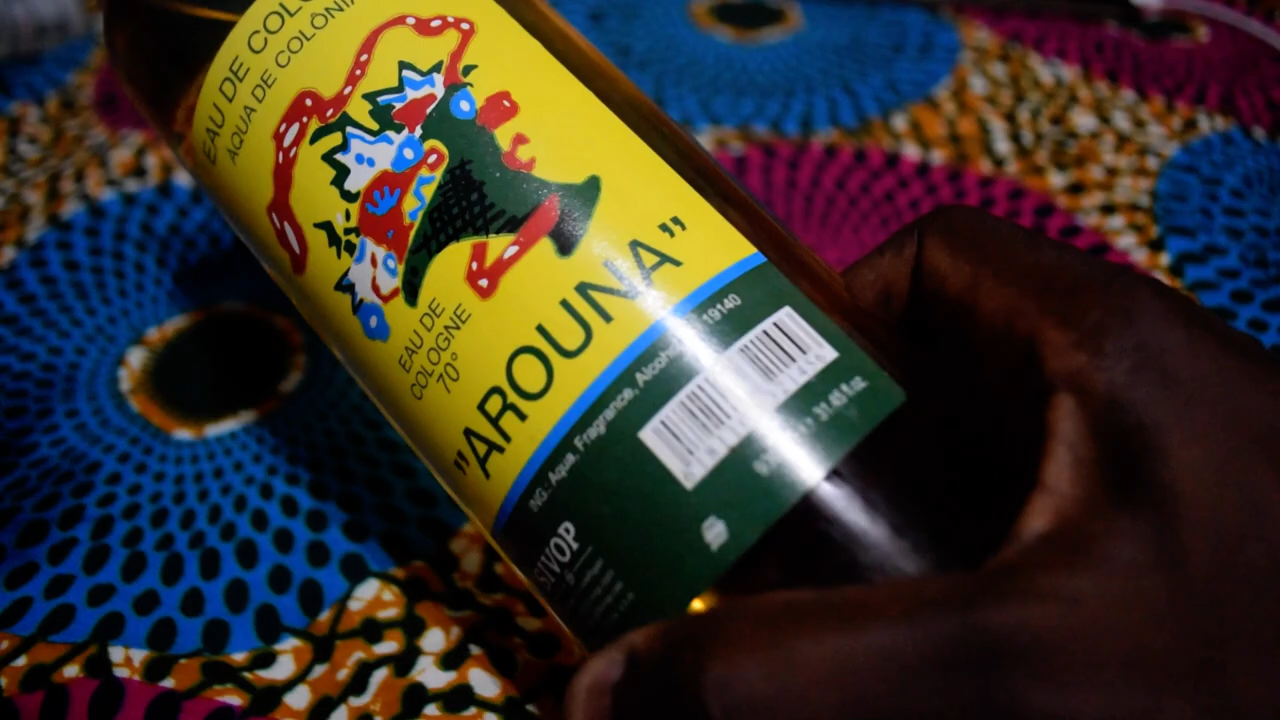 EAU DE COLO
AQUA DE COLÔNIA
EAU DE
COLOGNE
70°
"AROUNA"
ING.: Aqua, Fragrance, Alcohol 19140
31.45 fl oz
SIVOP